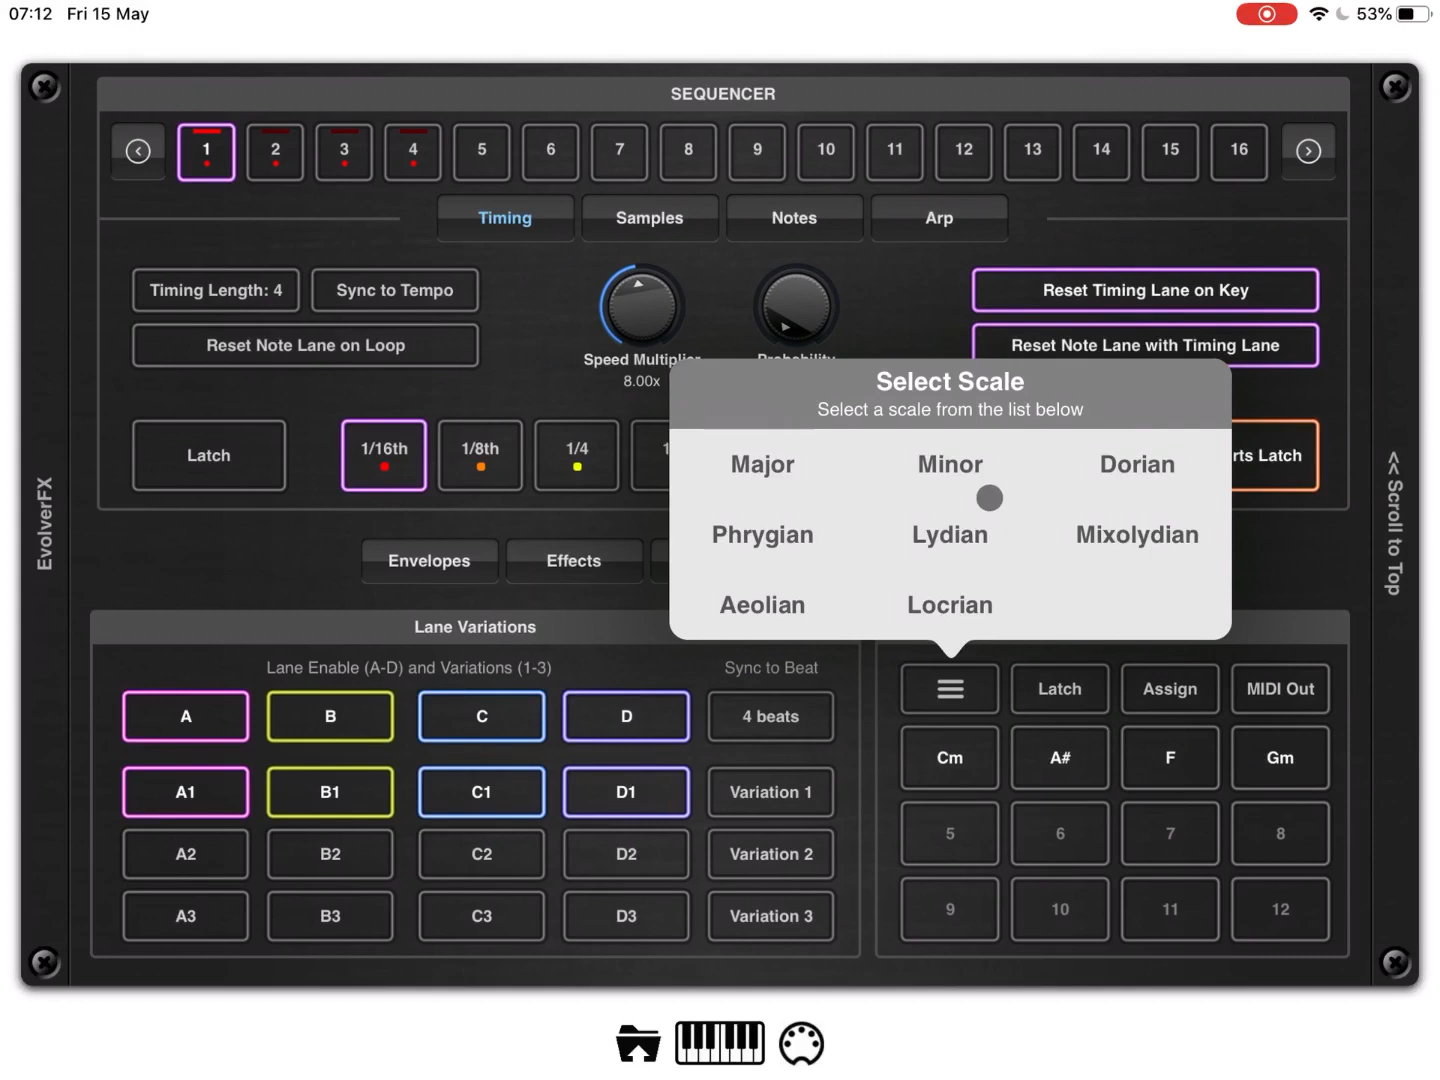 07:12 Fri 15 May
53%
SEQUENCER
1 2 3 4 5 6 7 8 9 10 11 12 13 14 15 16
Timing Samples Notes Arp
Timing Length: 4 Sync to Tempo
Reset Timing Lane on Key
Reset Note Lane on Loop
Reset Note Lane with Timing Lane
Speed Multiplier Probability
8.00x
Select Scale
Select a scale from the list below
Latch 1/16th 1/8th 1/4 1
rts Latch
Major Minor Dorian
Phrygian Lydian Mixolydian
Aeolian Locrian
EvolverFX
<< Scroll to Top
Envelopes Effects
Lane Variations
Lane Enable (A-D) and Variations (1-3) Sync to Beat
A B C D 4 beats
A1 B1 C1 D1 Variation 1
A2 B2 C2 D2 Variation 2
A3 B3 C3 D3 Variation 3
Latch Assign MIDI Out
Cm A# F Gm
5 6 7 8
9 10 11 12